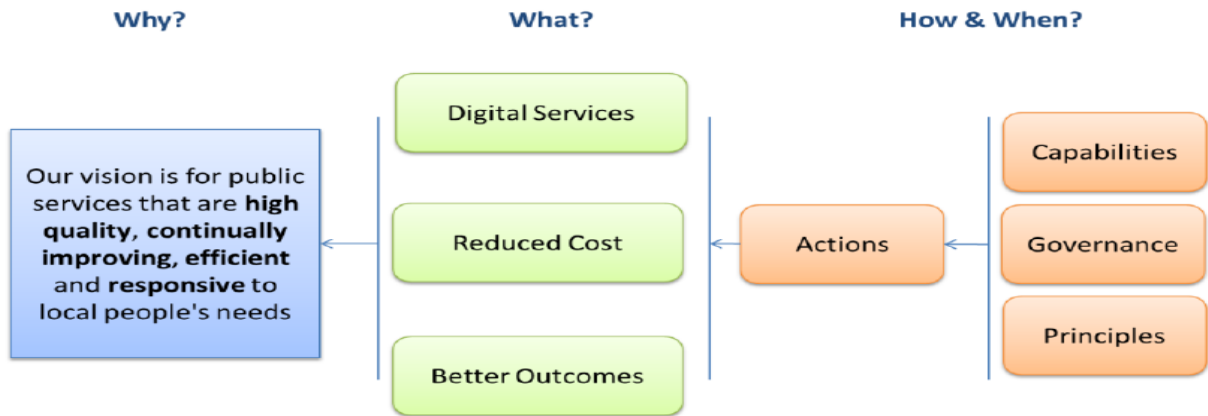 Why?
What?
How & When?
Our vision is for public
services that are high
quality, continually
improving, efficient
and responsive to
local people's needs
Digital Services
Reduced Cost
Better Outcomes
Actions
Capabilities
Governance
Principles